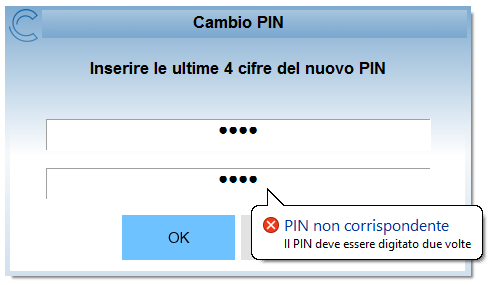 Cambio PIN
Inserire le ultime 4 cifre del nuovo PIN
••••
••••
OK
PIN non corrispondente
Il PIN deve essere digitato due volte